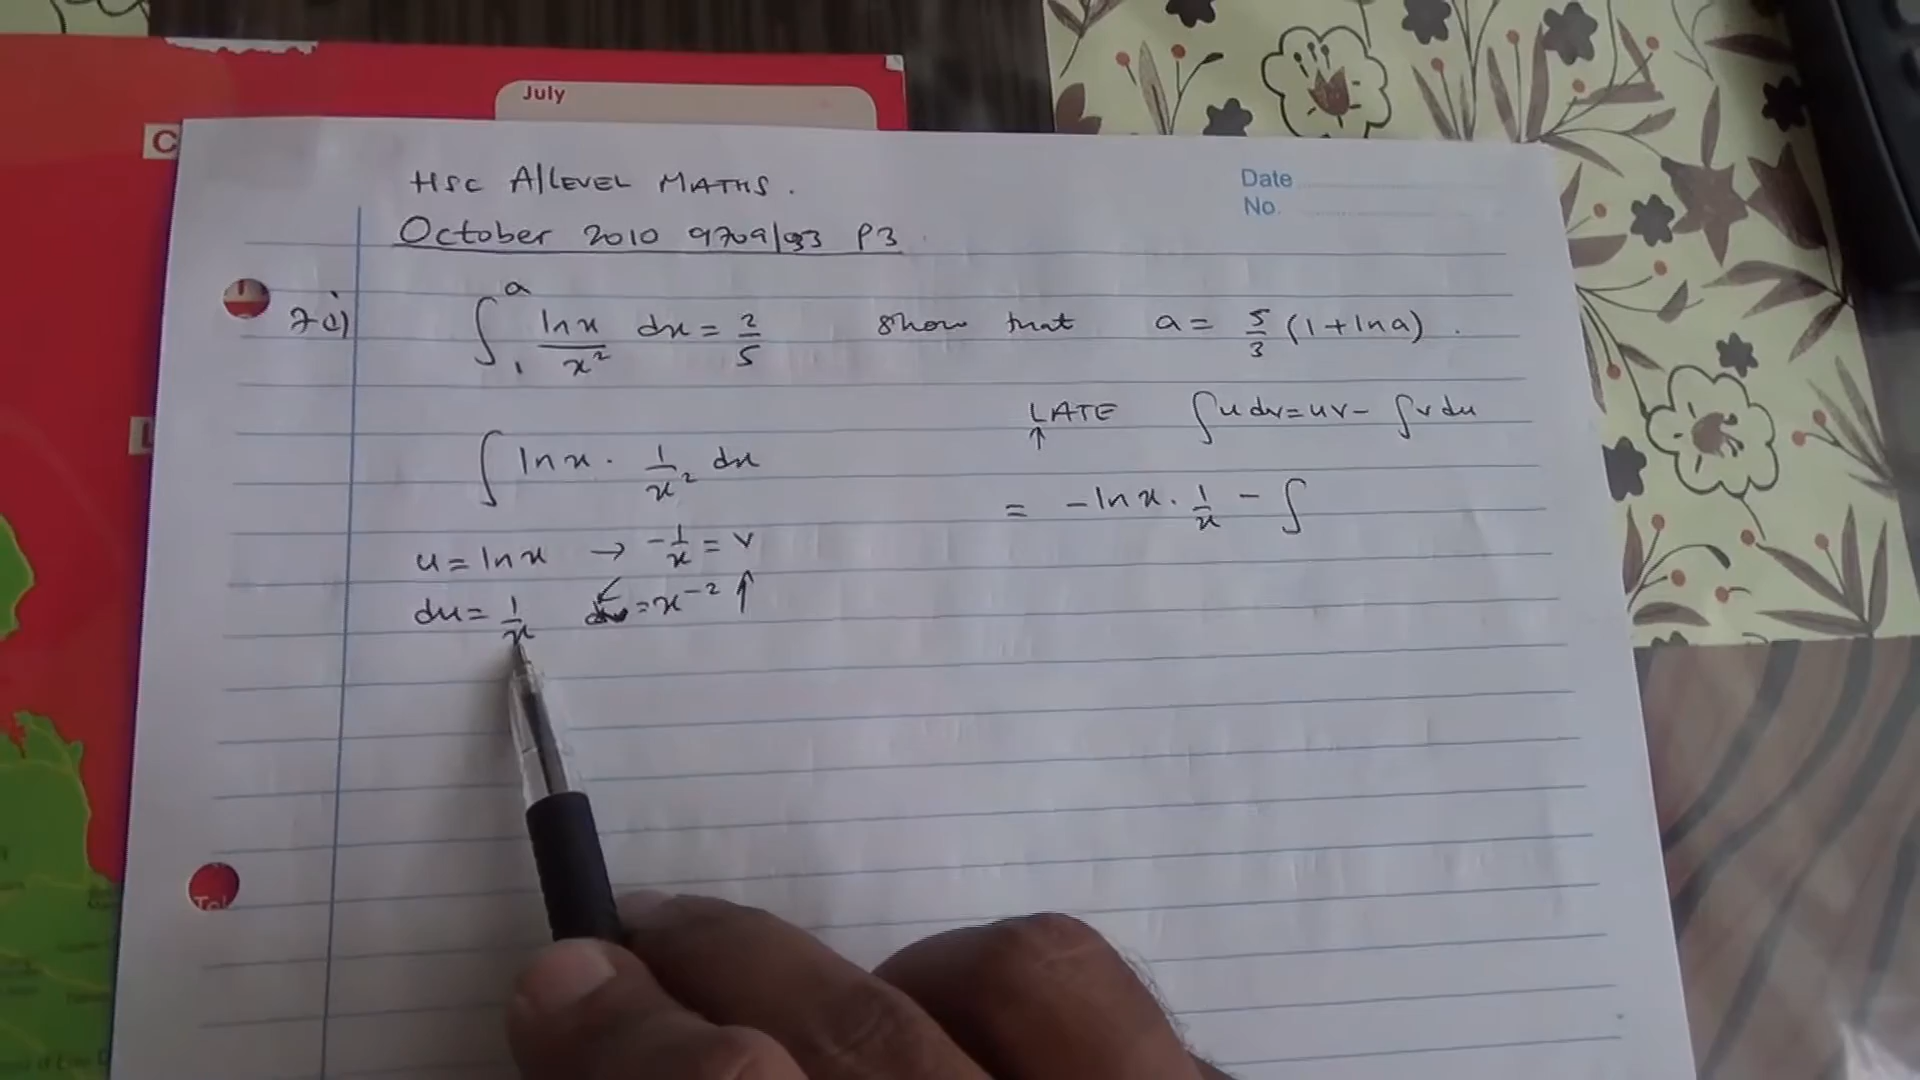 July
C
HSC A/LEVEL MATHS.
Date
No.
October 2010 9709/33 P3
7i) ∫₁ᵃ ln x / x² dx = 2/5 show that a = 5/3 (1 + ln a).
LATE ∫u dv = uv - ∫v du
∫ ln x . 1/x² dx
= - ln x . 1/x - ∫
u = ln x → -1/x = v
du = 1/x dv = x⁻² ↑